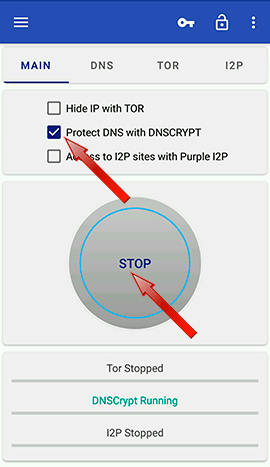 MAIN DNS TOR I2P
Hide IP with TOR
Protect DNS with DNSCRYPT
Access to I2P sites with Purple I2P
STOP
Tor Stopped
DNSCrypt Running
I2P Stopped